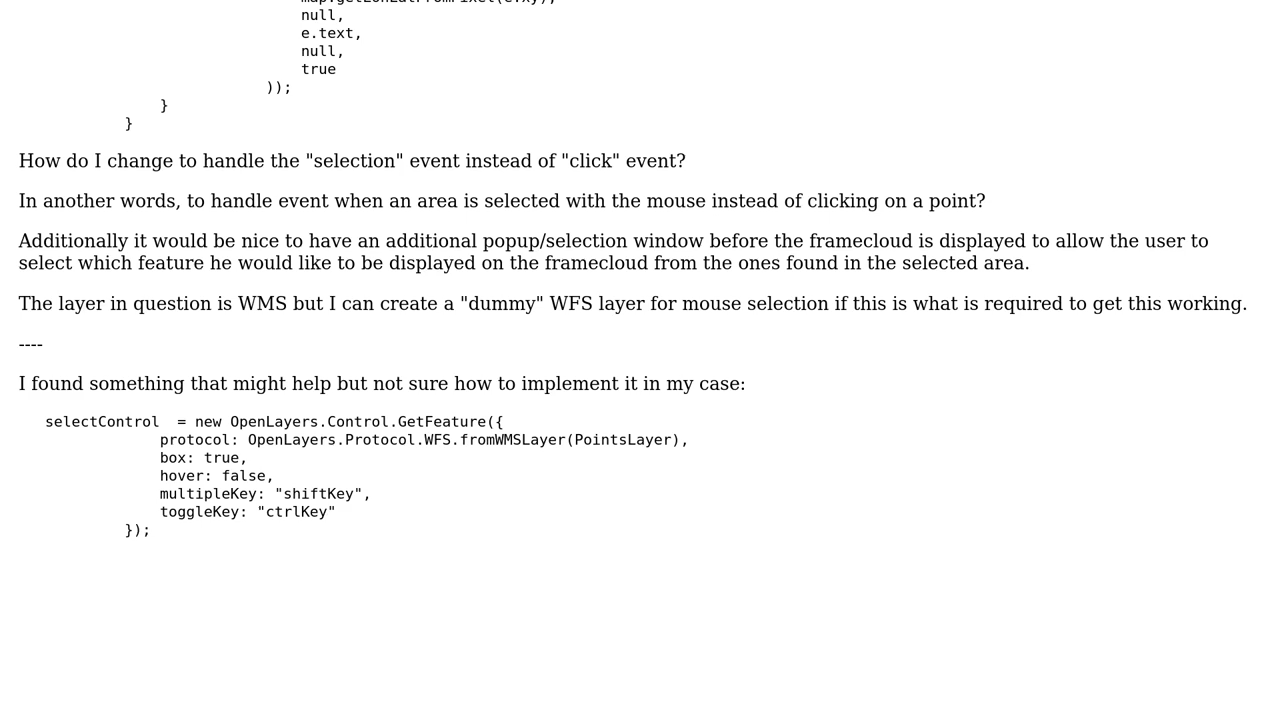 map.getLonLatFromPixel(e.xy),
null,
e.text,
null,
true
));
}
}
How do I change to handle the "selection" event instead of "click" event?
In another words, to handle event when an area is selected with the mouse instead of clicking on a point?
Additionally it would be nice to have an additional popup/selection window before the framecloud is displayed to allow the user to
select which feature he would like to be displayed on the framecloud from the ones found in the selected area.
The layer in question is WMS but I can create a "dummy" WFS layer for mouse selection if this is what is required to get this working.
----
I found something that might help but not sure how to implement it in my case:
selectControl  = new OpenLayers.Control.GetFeature({
protocol: OpenLayers.Protocol.WFS.fromWMSLayer(PointsLayer),
box: true,
hover: false,
multipleKey: "shiftKey",
toggleKey: "ctrlKey"
});